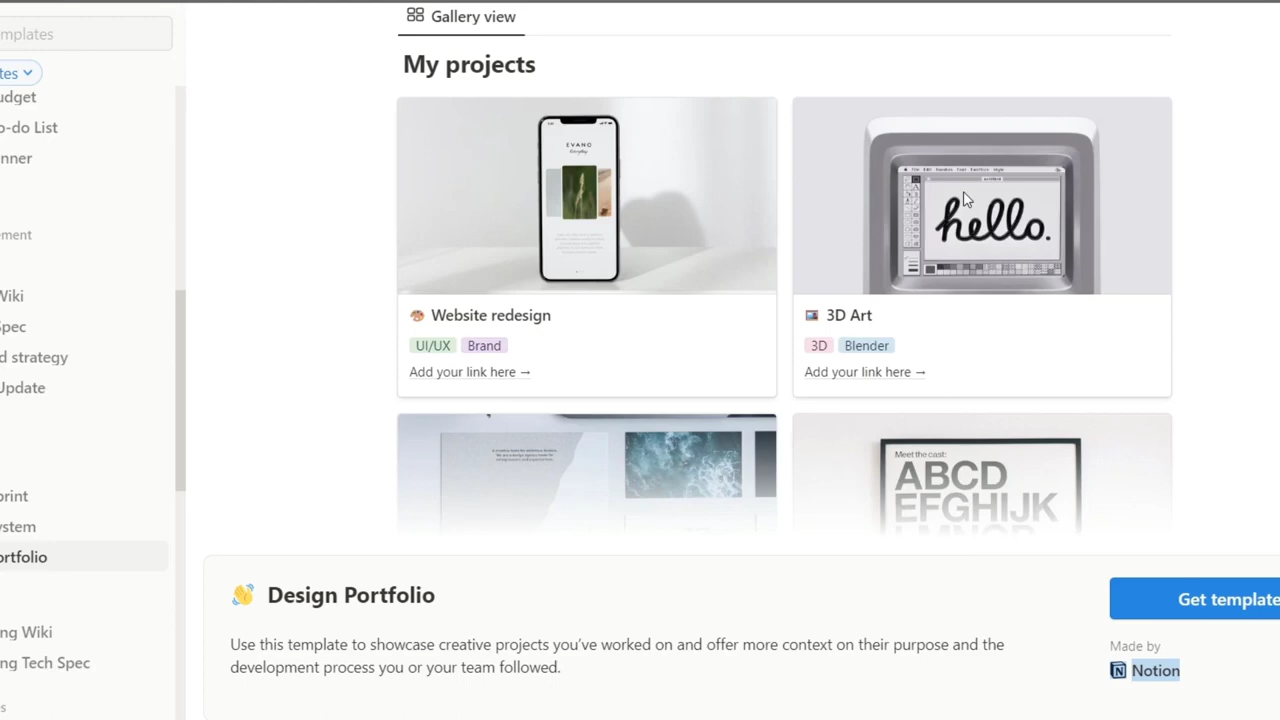 Gallery view
mplates
My projects
tes
udget
o-do List
nner
EVANO
Everyday
hello.
Website redesign
3D Art
UI/UX Brand
3D Blender
Add your link here →
Add your link here →
ement
Wiki
Spec
d strategy
Update
Meet the cast:
ABCD
EFGHIJK
print
ystem
ortfolio
Design Portfolio
Get template
Use this template to showcase creative projects you’ve worked on and offer more context on their purpose and the
development process you or your team followed.
Made by
Notion
ng Wiki
ng Tech Spec
s